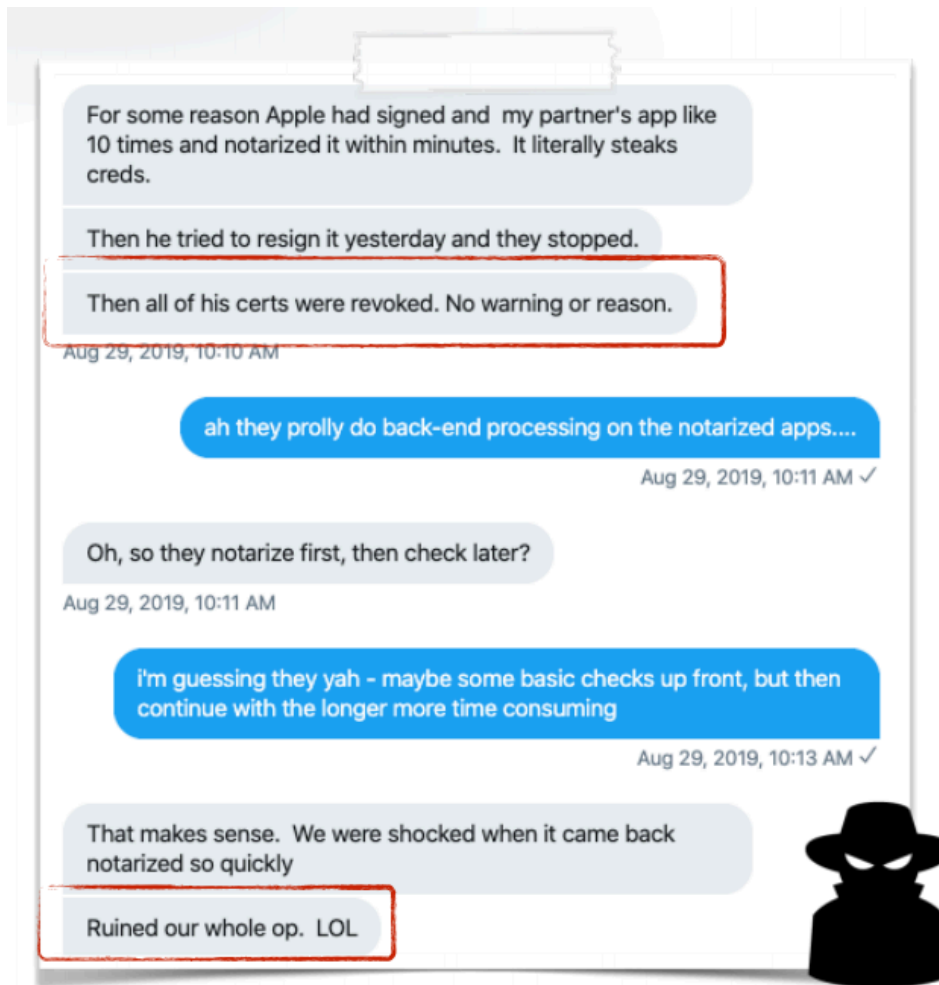 For some reason Apple had signed and  my partner's app like
10 times and notarized it within minutes.  It literally steaks
creds.
Then he tried to resign it yesterday and they stopped.
Then all of his certs were revoked. No warning or reason.
Aug 29, 2019, 10:10 AM
ah they prolly do back-end processing on the notarized apps....
Aug 29, 2019, 10:11 AM ✓
Oh, so they notarize first, then check later?
Aug 29, 2019, 10:11 AM
i'm guessing they yah - maybe some basic checks up front, but then
continue with the longer more time consuming
Aug 29, 2019, 10:13 AM ✓
That makes sense.  We were shocked when it came back
notarized so quickly
Ruined our whole op.  LOL